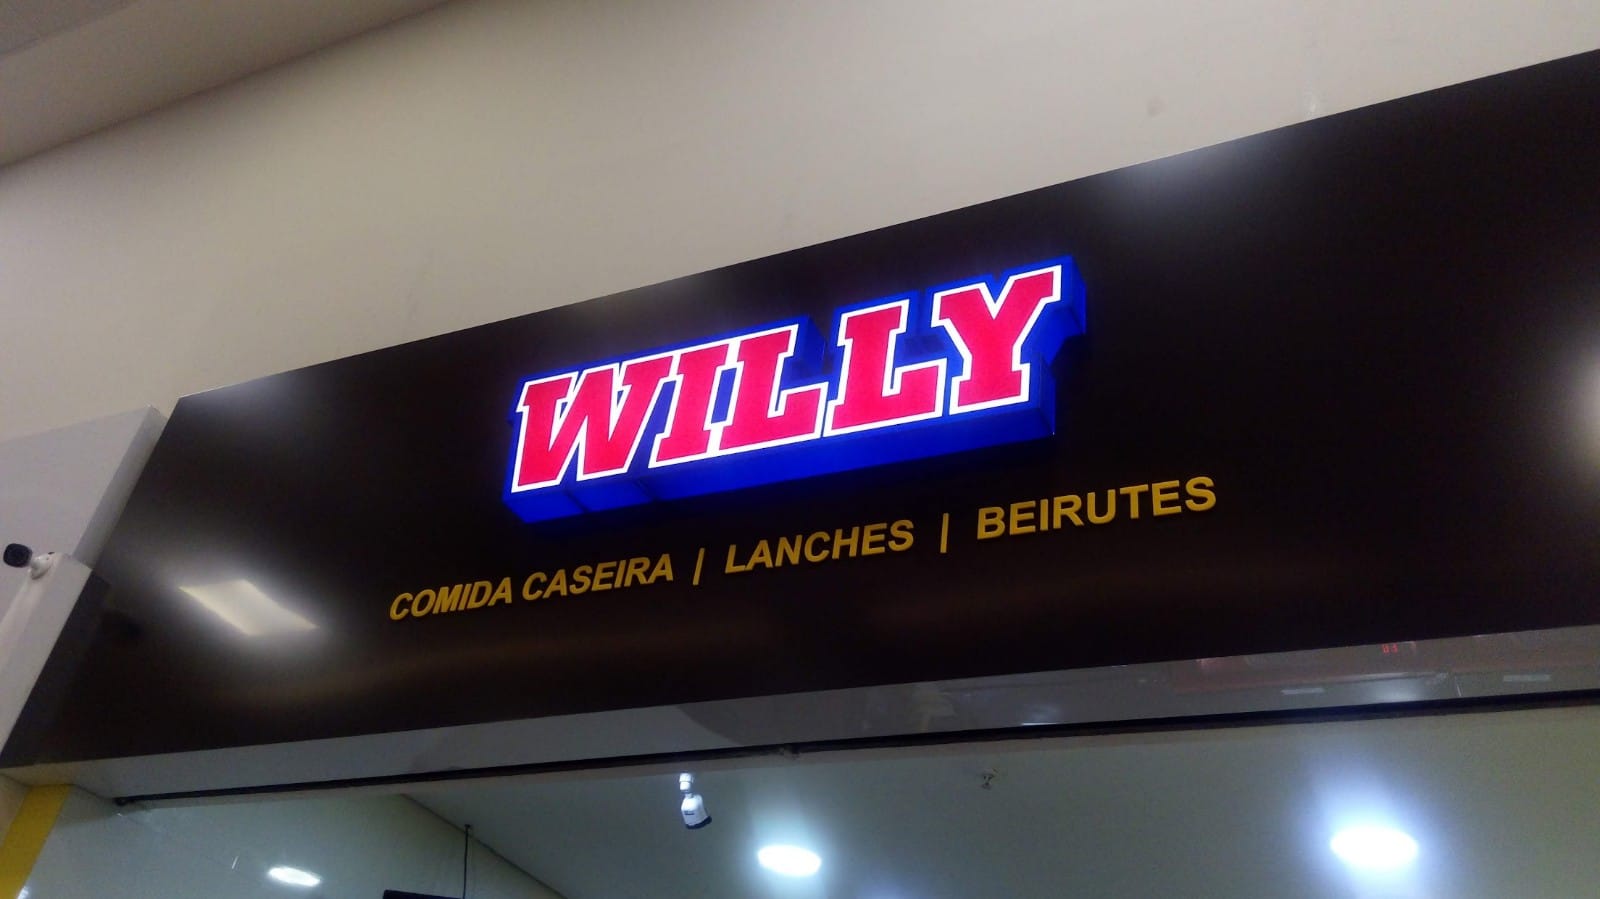 WILLY
COMIDA CASEIRA | LANCHES | BEIRUTES